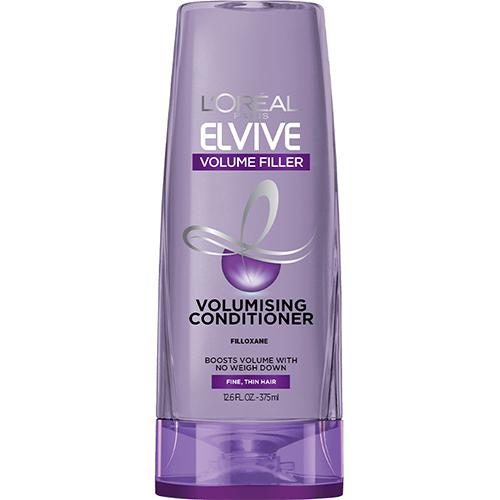 L'ORÉAL
PARIS
ELVIVE
VOLUME FILLER
VOLUMISING
CONDITIONER
FILLOXANE
BOOSTS VOLUME WITH
NO WEIGH DOWN
FINE, THIN HAIR
12.6 FL. OZ. - 375 ml